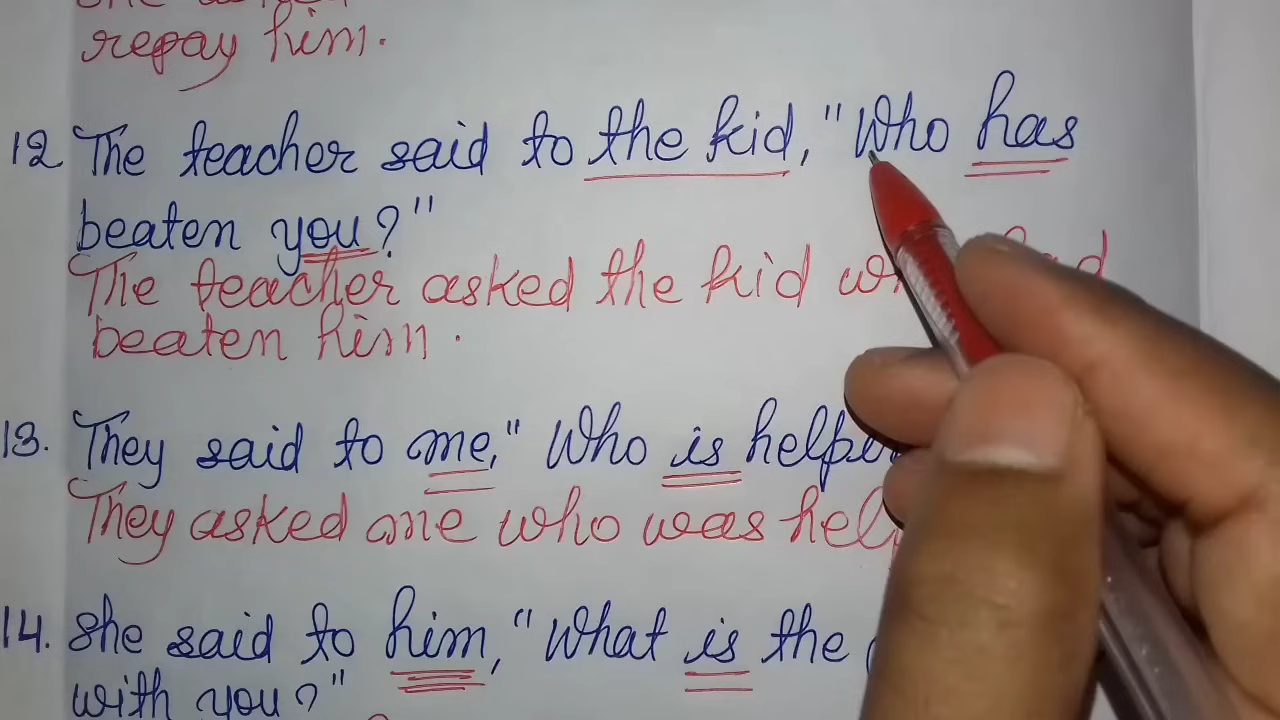 repay him.
12 The teacher said to the kid, "Who has
beaten you?"
The teacher asked the kid had
beaten him.
13. They said to me," Who is
They asked me who was
14. she said to him, "What is the
with you?"